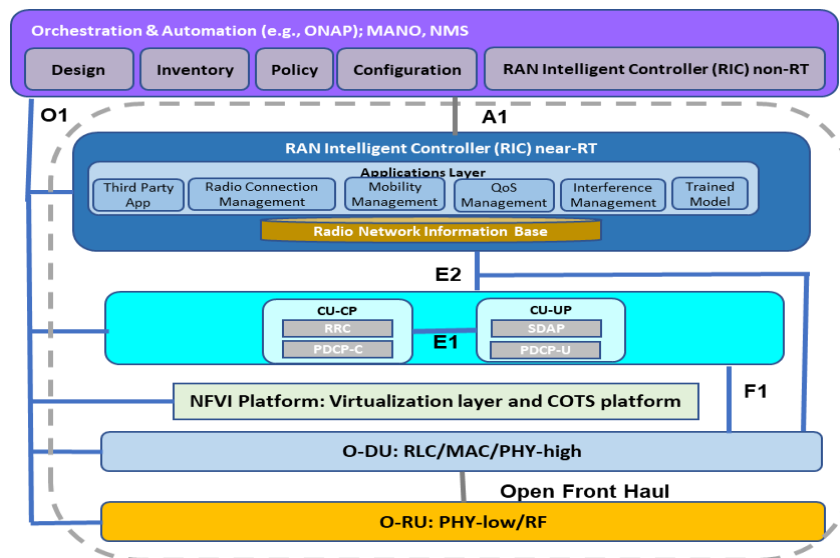 Orchestration & Automation (e.g., ONAP); MANO, NMS
Design
Inventory
Policy
Configuration
RAN Intelligent Controller (RIC) non-RT
O1
A1
RAN Intelligent Controller (RIC) near-RT
Applications Layer
Third Party
App
Radio Connection
Management
Mobility
Management
QoS
Management
Interference
Management
Trained
Model
Radio Network Information Base
E2
CU-CP
RRC
PDCP-C
E1
CU-UP
SDAP
PDCP-U
F1
NFVI Platform: Virtualization layer and COTS platform
O-DU: RLC/MAC/PHY-high
Open Front Haul
O-RU: PHY-low/RF